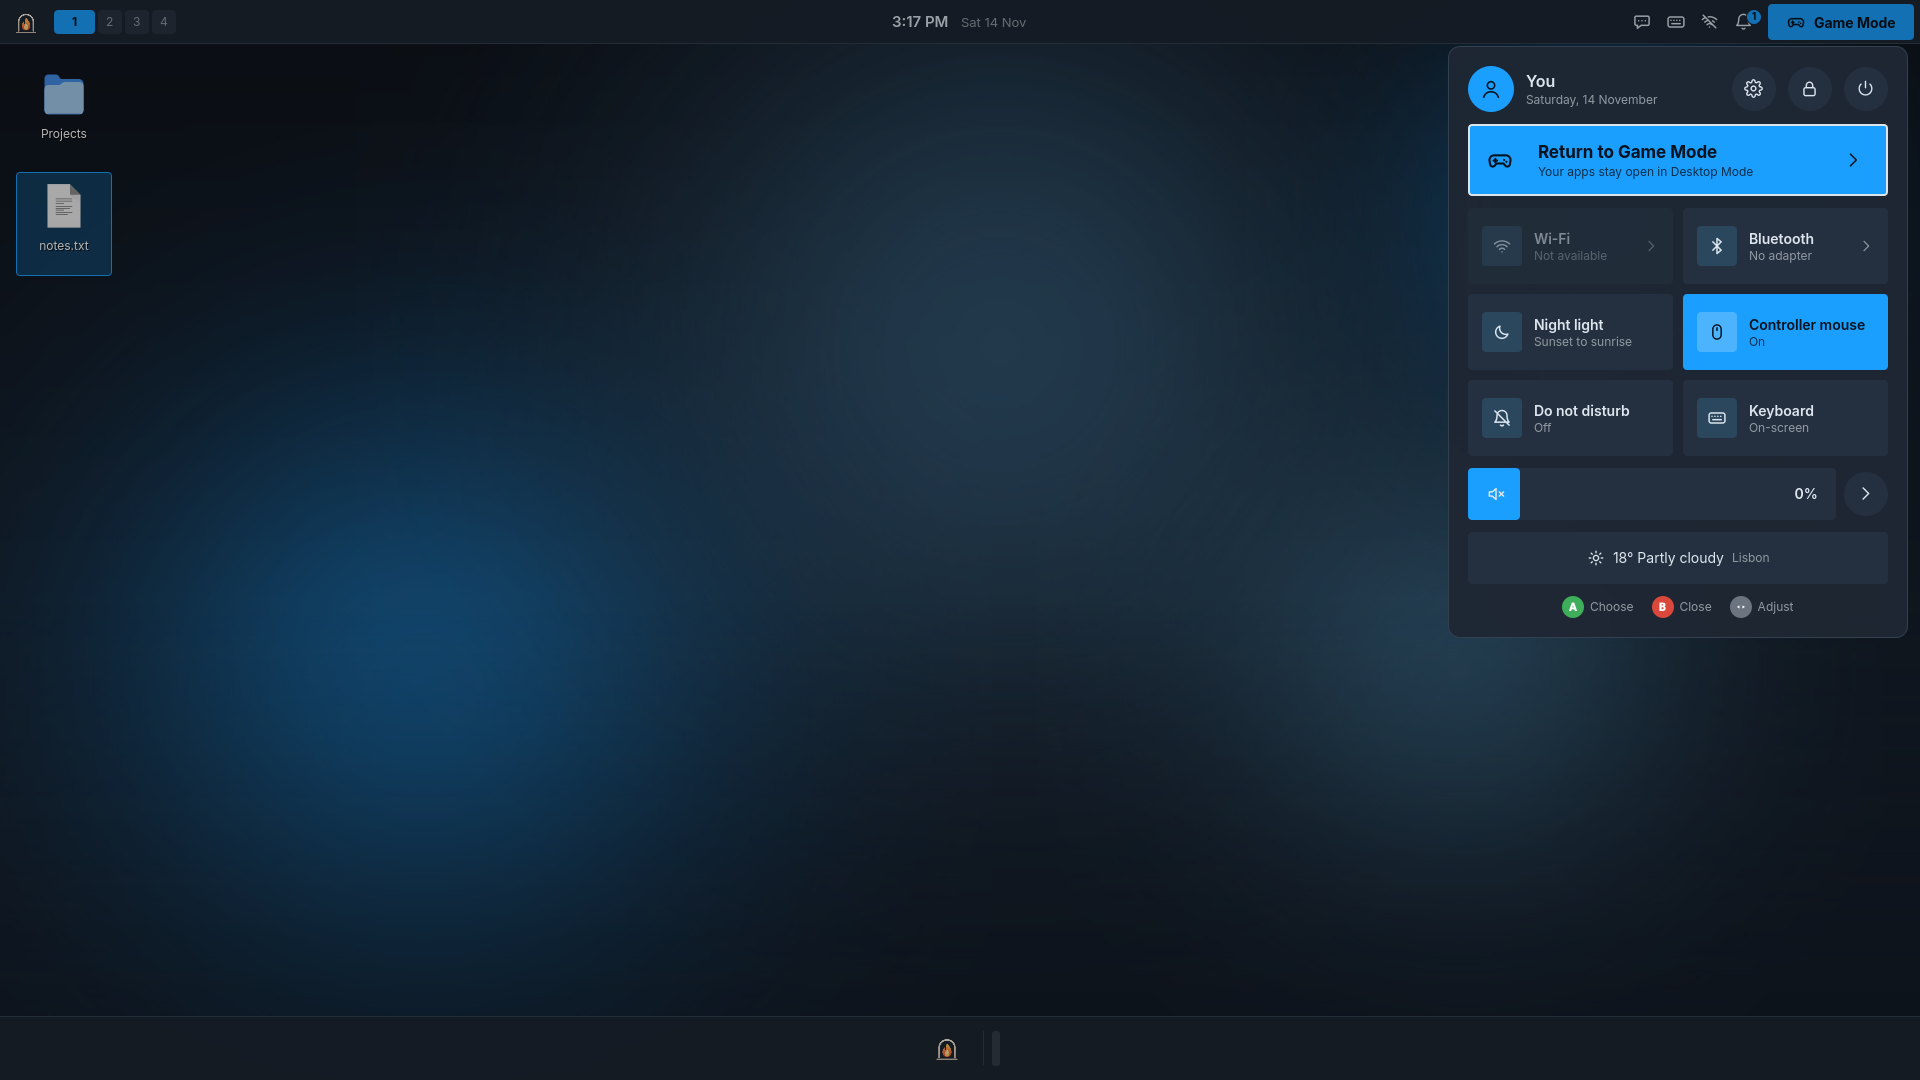 1 2 3 4
3:17 PM Sat 14 Nov
1
Game Mode
Projects
notes.txt
You
Saturday, 14 November
Return to Game Mode
Your apps stay open in Desktop Mode
Wi-Fi
Not available
Bluetooth
No adapter
Night light
Sunset to sunrise
Controller mouse
On
Do not disturb
Off
Keyboard
On-screen
0%
18° Partly cloudy Lisbon
A Choose B Close Adjust